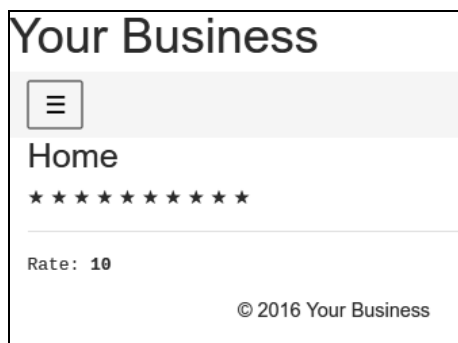 Your Business
☰
Home
★ ★ ★ ★ ★ ★ ★ ★ ★ ★
Rate: 10
© 2016 Your Business